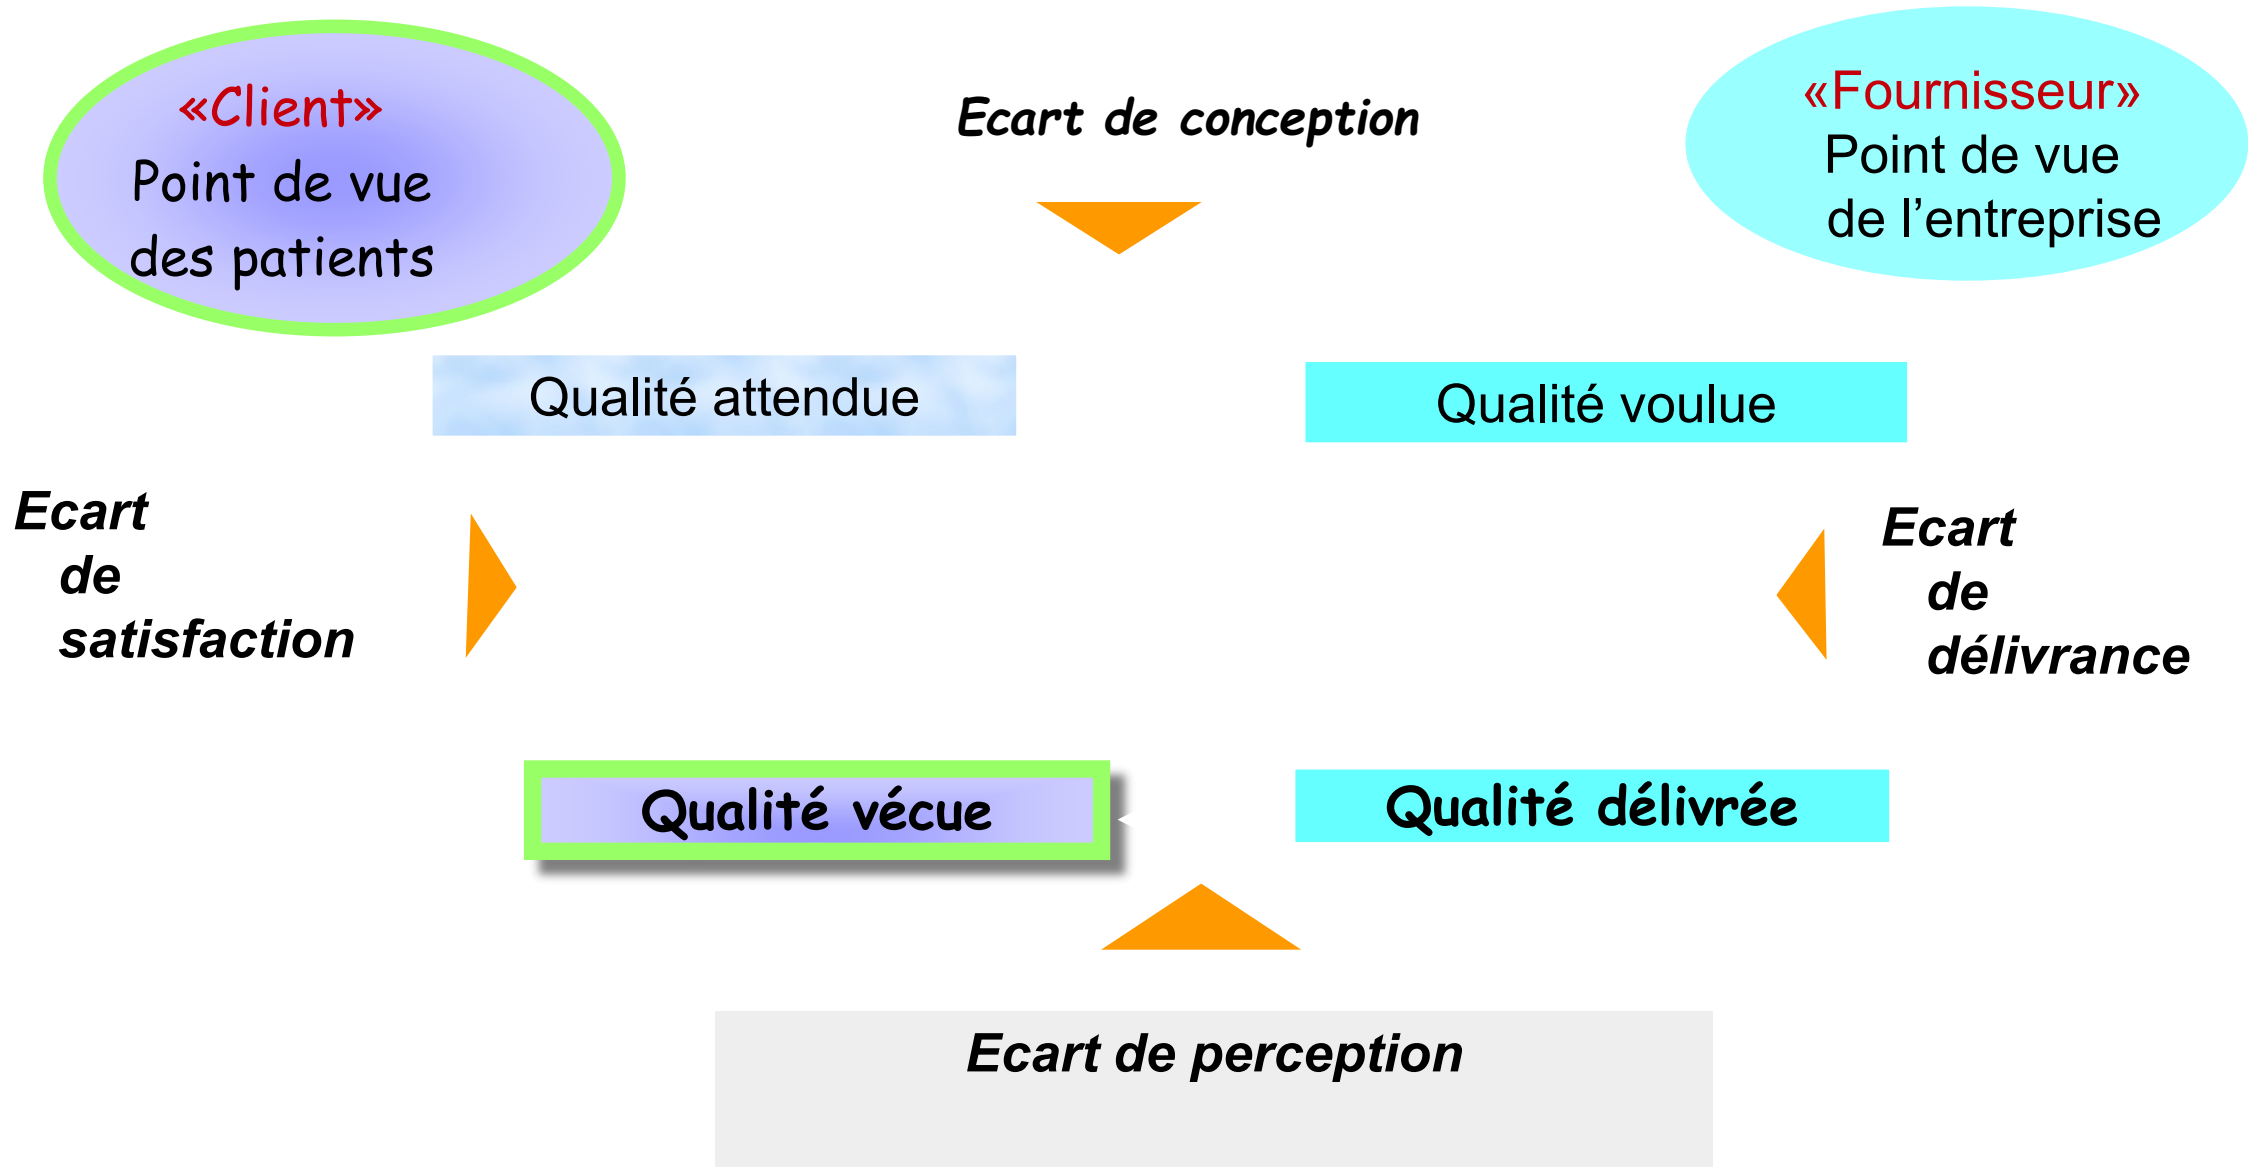 «Client»
Point de vue
des patients
Ecart de conception
«Fournisseur»
Point de vue
de l’entreprise
Qualité attendue
Qualité voulue
Ecart
de
satisfaction
Ecart
de
délivrance
Qualité vécue
Qualité délivrée
Ecart de perception